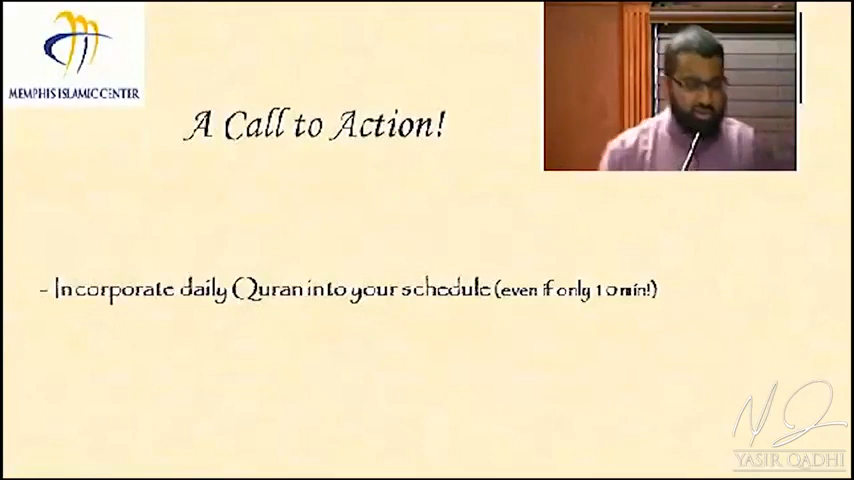 MEMPHIS ISLAMIC CENTER
A Call to Action!
- Incorporate daily Quran into your schedule (even if only 10 min!)
YASIR QADHI